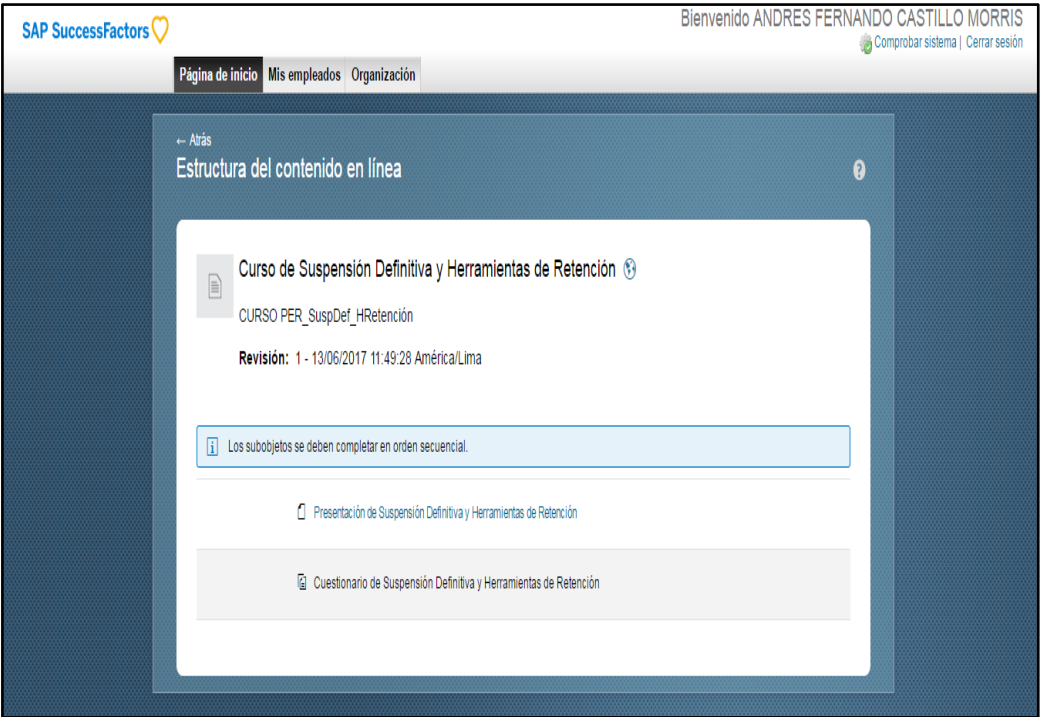 SAP SuccessFactors
Bienvenido ANDRES FERNANDO CASTILLO MORRIS
Comprobar sistema | Cerrar sesión
Página de inicio Mis empleados Organización
← Atrás
Estructura del contenido en línea
?
Curso de Suspensión Definitiva y Herramientas de Retención
CURSO PER_SuspDef_HRetención
Revisión: 1 - 13/06/2017 11:49:28 América/Lima
i Los subobjetos se deben completar en orden secuencial.
Presentación de Suspensión Definitiva y Herramientas de Retención
Cuestionario de Suspensión Definitiva y Herramientas de Retención